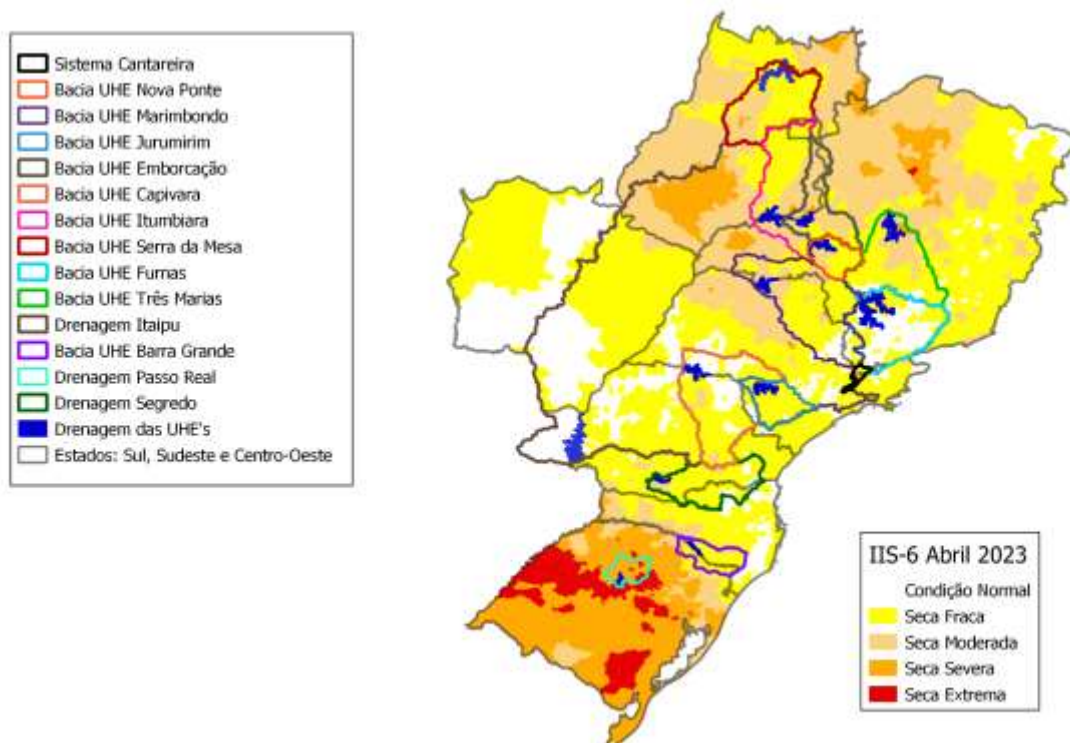 Sistema Cantareira
Bacia UHE Nova Ponte
Bacia UHE Marimbondo
Bacia UHE Jurumirim
Bacia UHE Emborcação
Bacia UHE Capivara
Bacia UHE Itumbiara
Bacia UHE Serra da Mesa
Bacia UHE Furnas
Bacia UHE Três Marias
Drenagem Itaipu
Bacia UHE Barra Grande
Drenagem Passo Real
Drenagem Segredo
Drenagem das UHE's
Estados: Sul, Sudeste e Centro-Oeste
IIS-6 Abril 2023
Condição Normal
Seca Fraca
Seca Moderada
Seca Severa
Seca Extrema